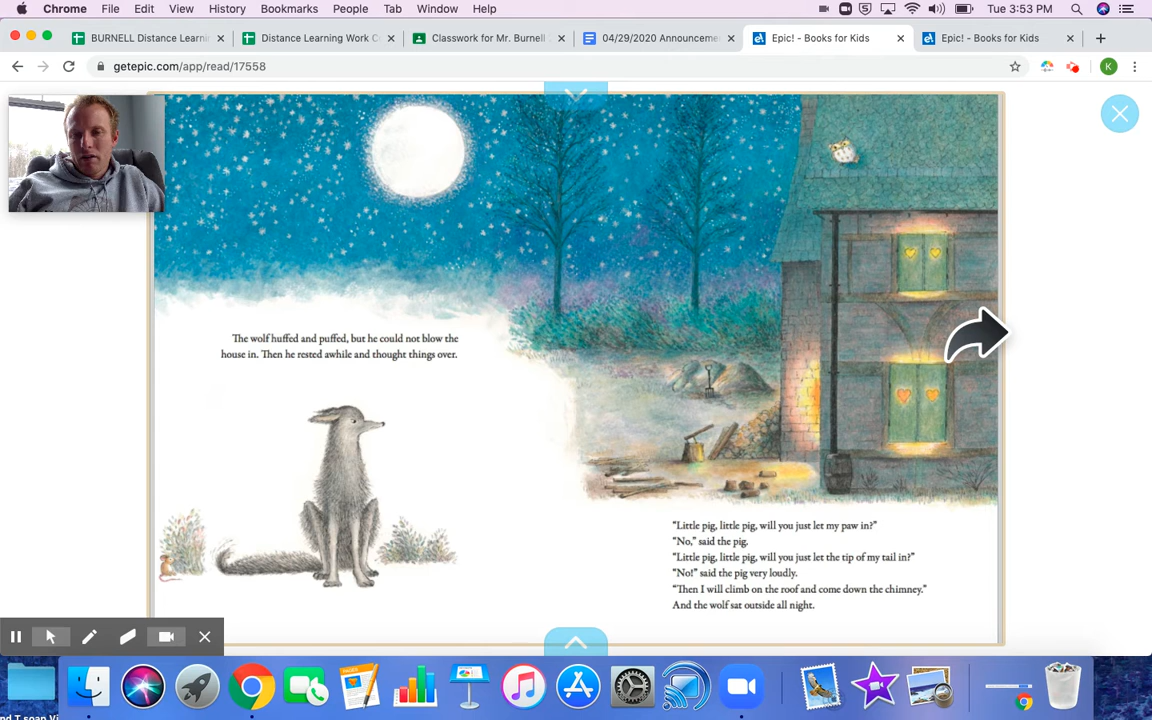 Chrome File Edit View History Bookmarks People Tab Window Help Tue 3:53 PM
BURNELL Distance Learni
Distance Learning Work C
Classwork for Mr. Burnell
04/29/2020 Announceme
Epic! - Books for Kids
Epic! - Books for Kids
getepic.com/app/read/17558
K
The wolf huffed and puffed, but he could not blow the
house in. Then he rested awhile and thought things over.
"Little pig, little pig, will you just let my paw in?"
"No," said the pig.
"Little pig, little pig, will you just let the tip of my tail in?"
"No!" said the pig very loudly.
"Then I will climb on the roof and come down the chimney."
And the wolf sat outside all night.
nd T soap Vi